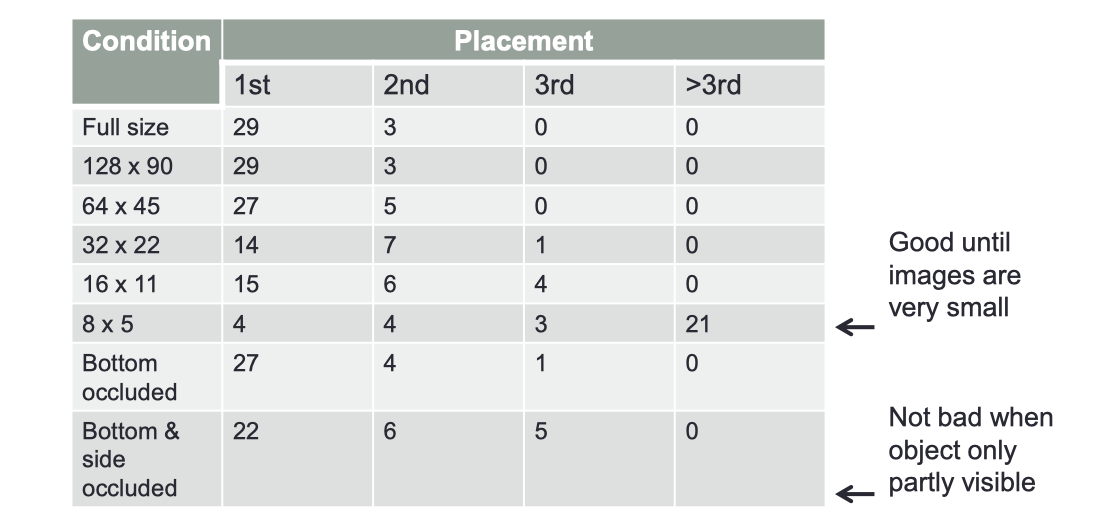 Condition Placement
1st 2nd 3rd >3rd
Full size 29 3 0 0
128 x 90 29 3 0 0
64 x 45 27 5 0 0
32 x 22 14 7 1 0
16 x 11 15 6 4 0
8 x 5 4 4 3 21
Bottom 27 4 1 0
occluded
Bottom & 22 6 5 0
side
occluded
Good until
images are
very small
Not bad when
object only
partly visible